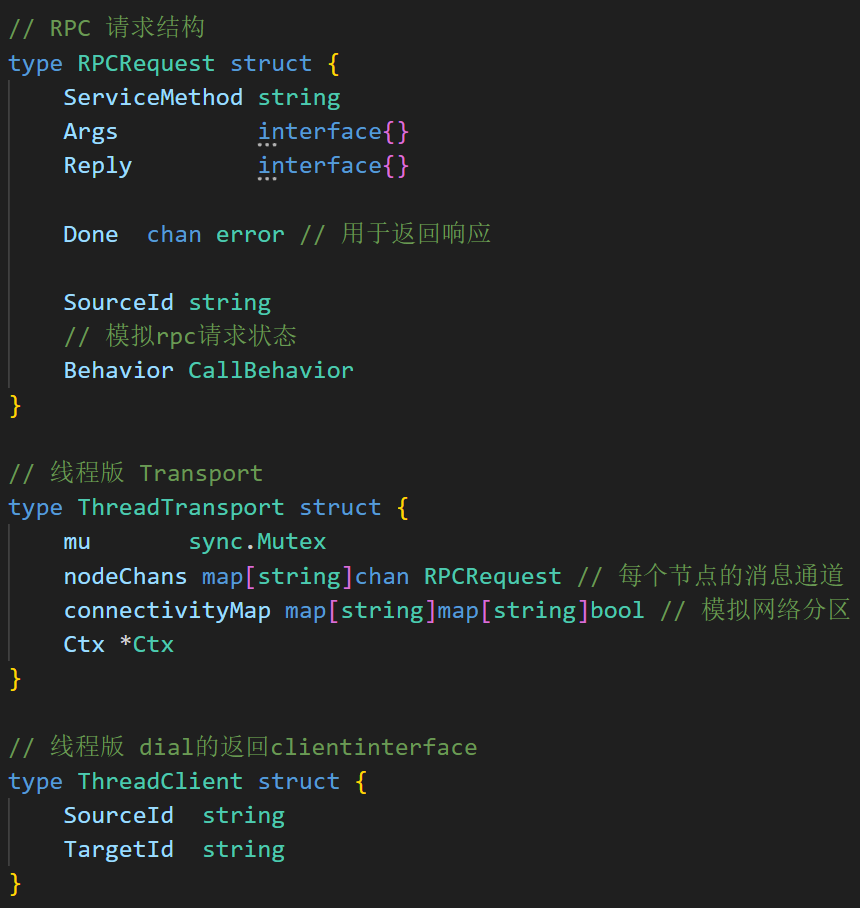 // RPC 请求结构
type RPCRequest struct {
    ServiceMethod string
    Args          interface{}
    Reply         interface{}
    Done  chan error // 用于返回响应
    SourceId string
    // 模拟rpc请求状态
    Behavior CallBehavior
}
// 线程版 Transport
type ThreadTransport struct {
    mu       sync.Mutex
    nodeChans map[string]chan RPCRequest // 每个节点的消息通道
    connectivityMap map[string]map[string]bool // 模拟网络分区
    Ctx *Ctx
}
// 线程版 dial的返回clientinterface
type ThreadClient struct {
    SourceId  string
    TargetId  string
}